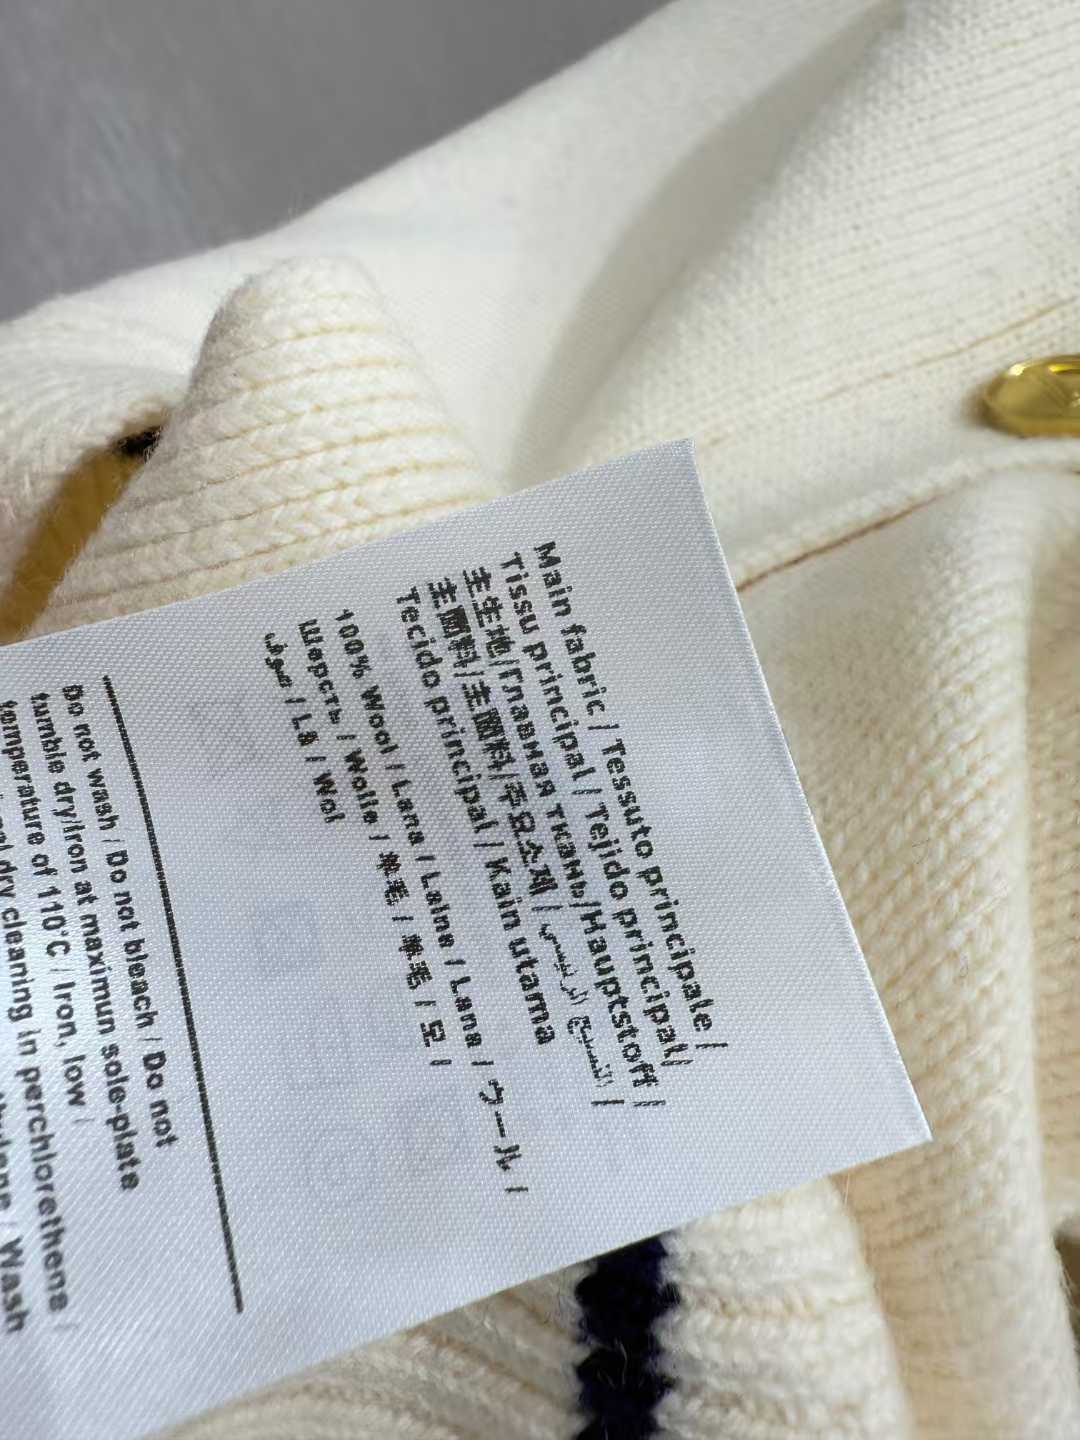 Main fabric / Tessuto principale /
Tissu principal / Tejido principal/
主生地/Главная ткань/Hauptstoff /
主面料/主面料/주요소재 / النسيج الرئيسي /
Tecido principal / Kain utama
100% Wool / Lana / Laine / Lana / ウール /
Шерсть / Wolle / 羊毛 / 羊毛 / 모 /
صوف / Lã / Wol
Do not wash / Do not bleach / Do not
tumble dry/Iron at maximun sole-plate
temperature of 110°C / Iron, low /
dry cleaning in perchlorethene /
/ Wash